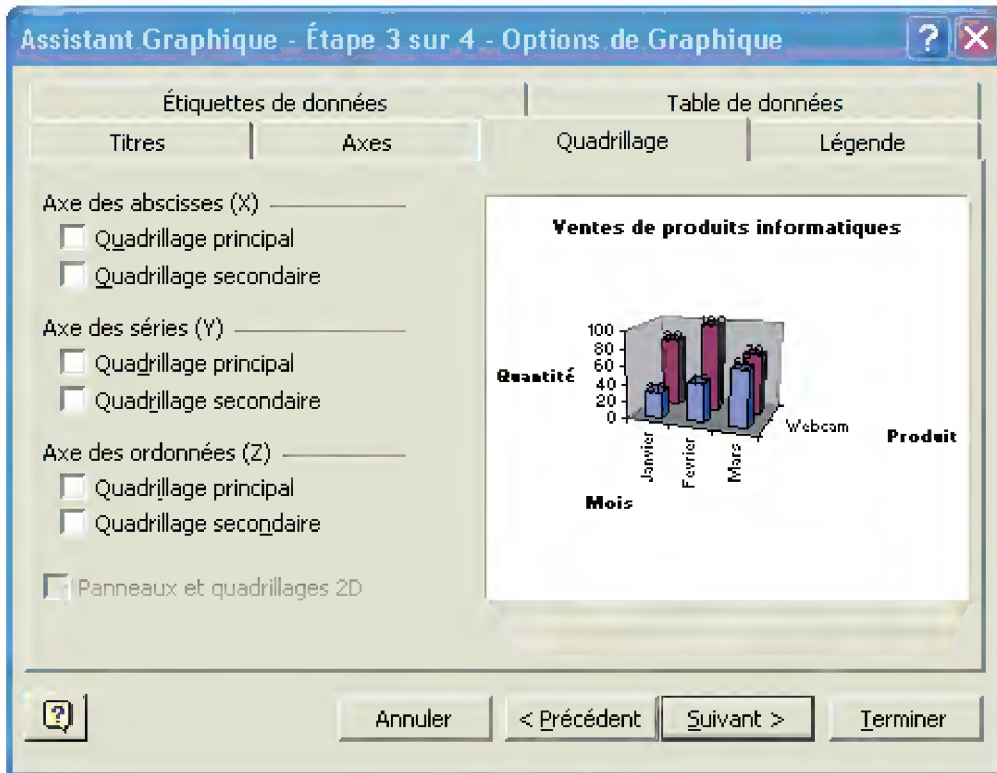 Assistant Graphique - Étape 3 sur 4 - Options de Graphique
Étiquettes de données
Table de données
Titres
Axes
Quadrillage
Légende
Axe des abscisses (X)
Quadrillage principal
Quadrillage secondaire
Axe des séries (Y)
Quadrillage principal
Quadrillage secondaire
Axe des ordonnées (Z)
Quadrillage principal
Quadrillage secondaire
Panneaux et quadrillages 2D
Ventes de produits informatiques
Quantité
100
80
60
40
20
0
Janvier
Fevrier
Mars
Webcam
Produit
Mois
Annuler
< Précédent
Suivant >
Terminer